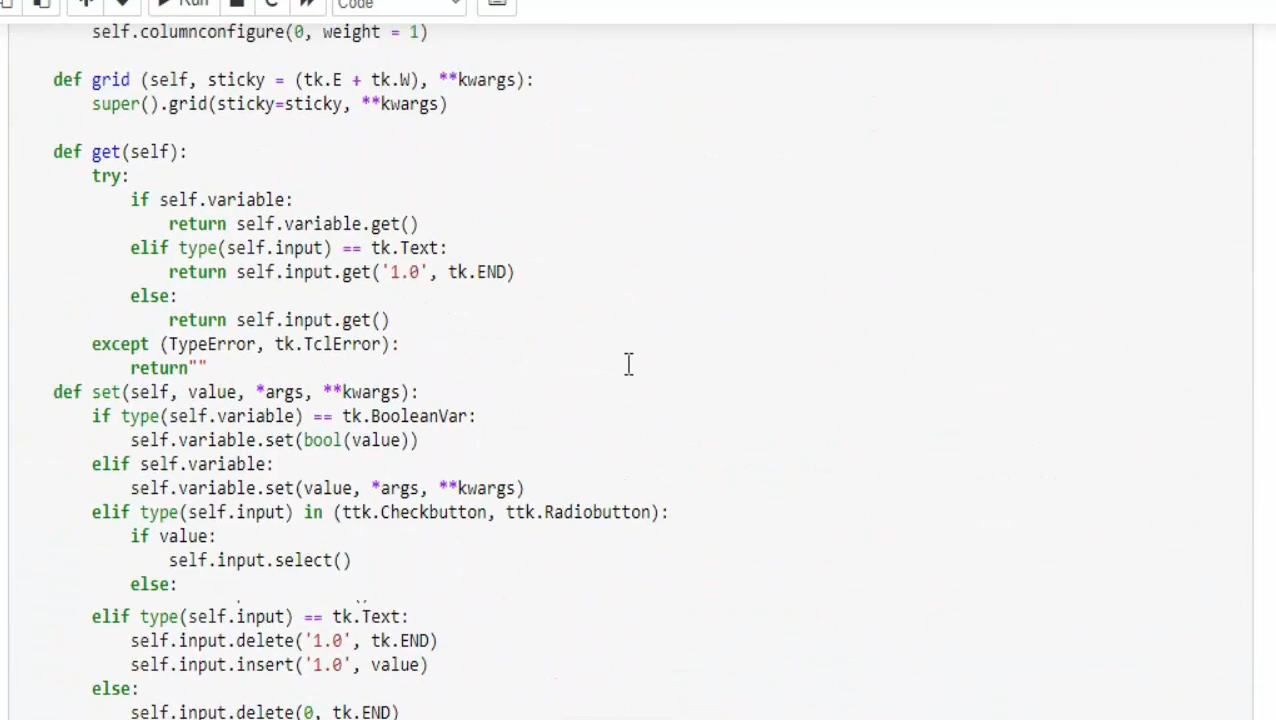 Run Code
self.columnconfigure(0, weight = 1)
def grid (self, sticky = (tk.E + tk.W), **kwargs):
super().grid(sticky=sticky, **kwargs)
def get(self):
try:
if self.variable:
return self.variable.get()
elif type(self.input) == tk.Text:
return self.input.get('1.0', tk.END)
else:
return self.input.get()
except (TypeError, tk.TclError):
return""
def set(self, value, *args, **kwargs):
if type(self.variable) == tk.BooleanVar:
self.variable.set(bool(value))
elif self.variable:
self.variable.set(value, *args, **kwargs)
elif type(self.input) in (ttk.Checkbutton, ttk.Radiobutton):
if value:
self.input.select()
else:
elif type(self.input) == tk.Text:
self.input.delete('1.0', tk.END)
self.input.insert('1.0', value)
else:
self.input.delete(0, tk.END)